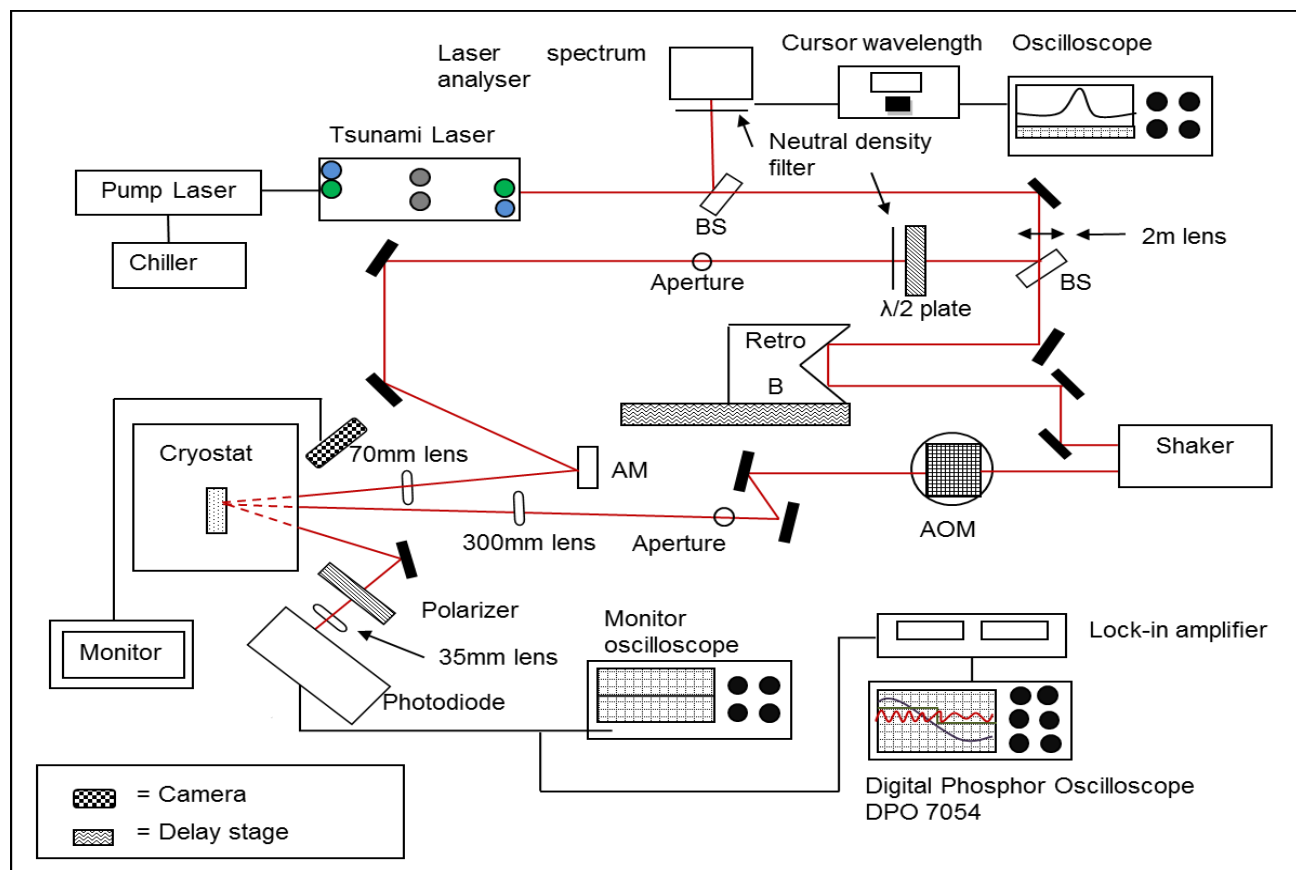 Laser spectrum
analyser
Cursor wavelength
Oscilloscope
Tsunami Laser
Neutral density
filter
Pump Laser
BS
2m lens
Chiller
Aperture
BS
λ/2 plate
Retro
B
Cryostat
70mm lens
AM
Shaker
300mm lens
Aperture
AOM
Polarizer
Monitor
oscilloscope
Lock-in amplifier
Monitor
35mm lens
Photodiode
Digital Phosphor Oscilloscope
DPO 7054
= Camera
= Delay stage